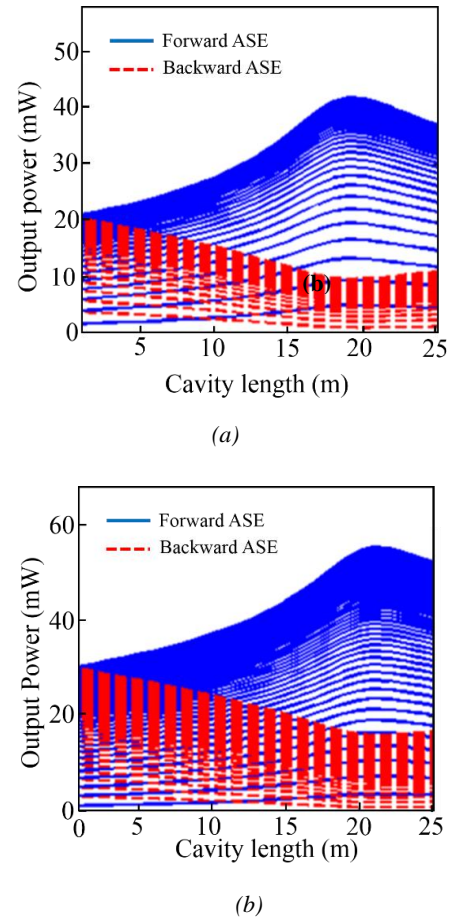 50
40
30
20
10
0
Output power (mW)
Forward ASE
Backward ASE
(b)
5 10 15 20 25
Cavity length (m)
(a)
60
40
20
0
Output Power (mW)
Forward ASE
Backward ASE
0 5 10 15 20 25
Cavity length (m)
(b)